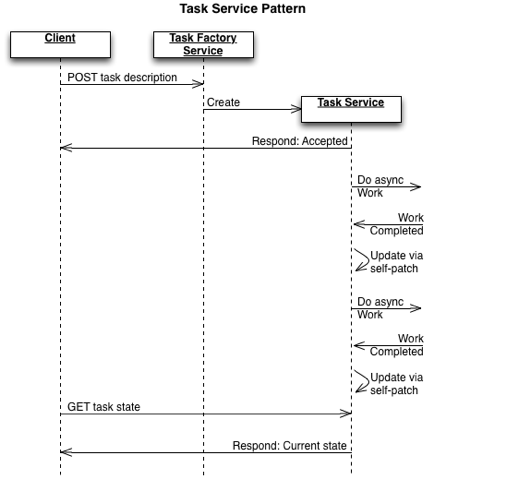 Task Service Pattern
Client
Task Factory
Service
POST task description
Create
Task Service
Respond: Accepted
Do async
Work
Work
Completed
Update via
self-patch
Do async
Work
Work
Completed
Update via
self-patch
GET task state
Respond: Current state